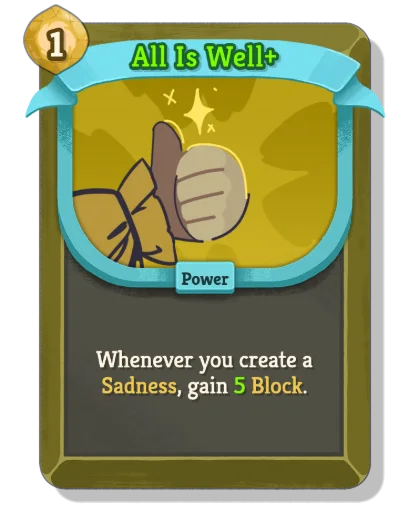 1
All Is Well+
Power
Whenever you create a
Sadness, gain 5 Block.